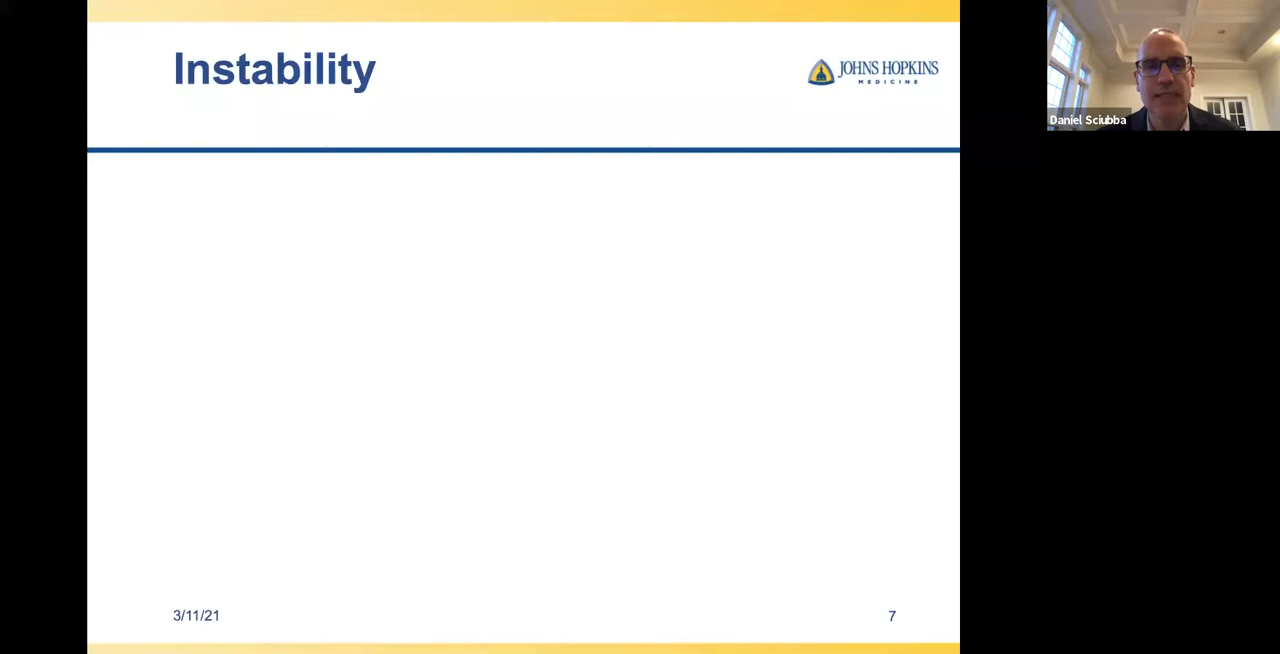 Instability
JOHNS HOPKINS
MEDICINE
Daniel Sciubba
3/11/21
7